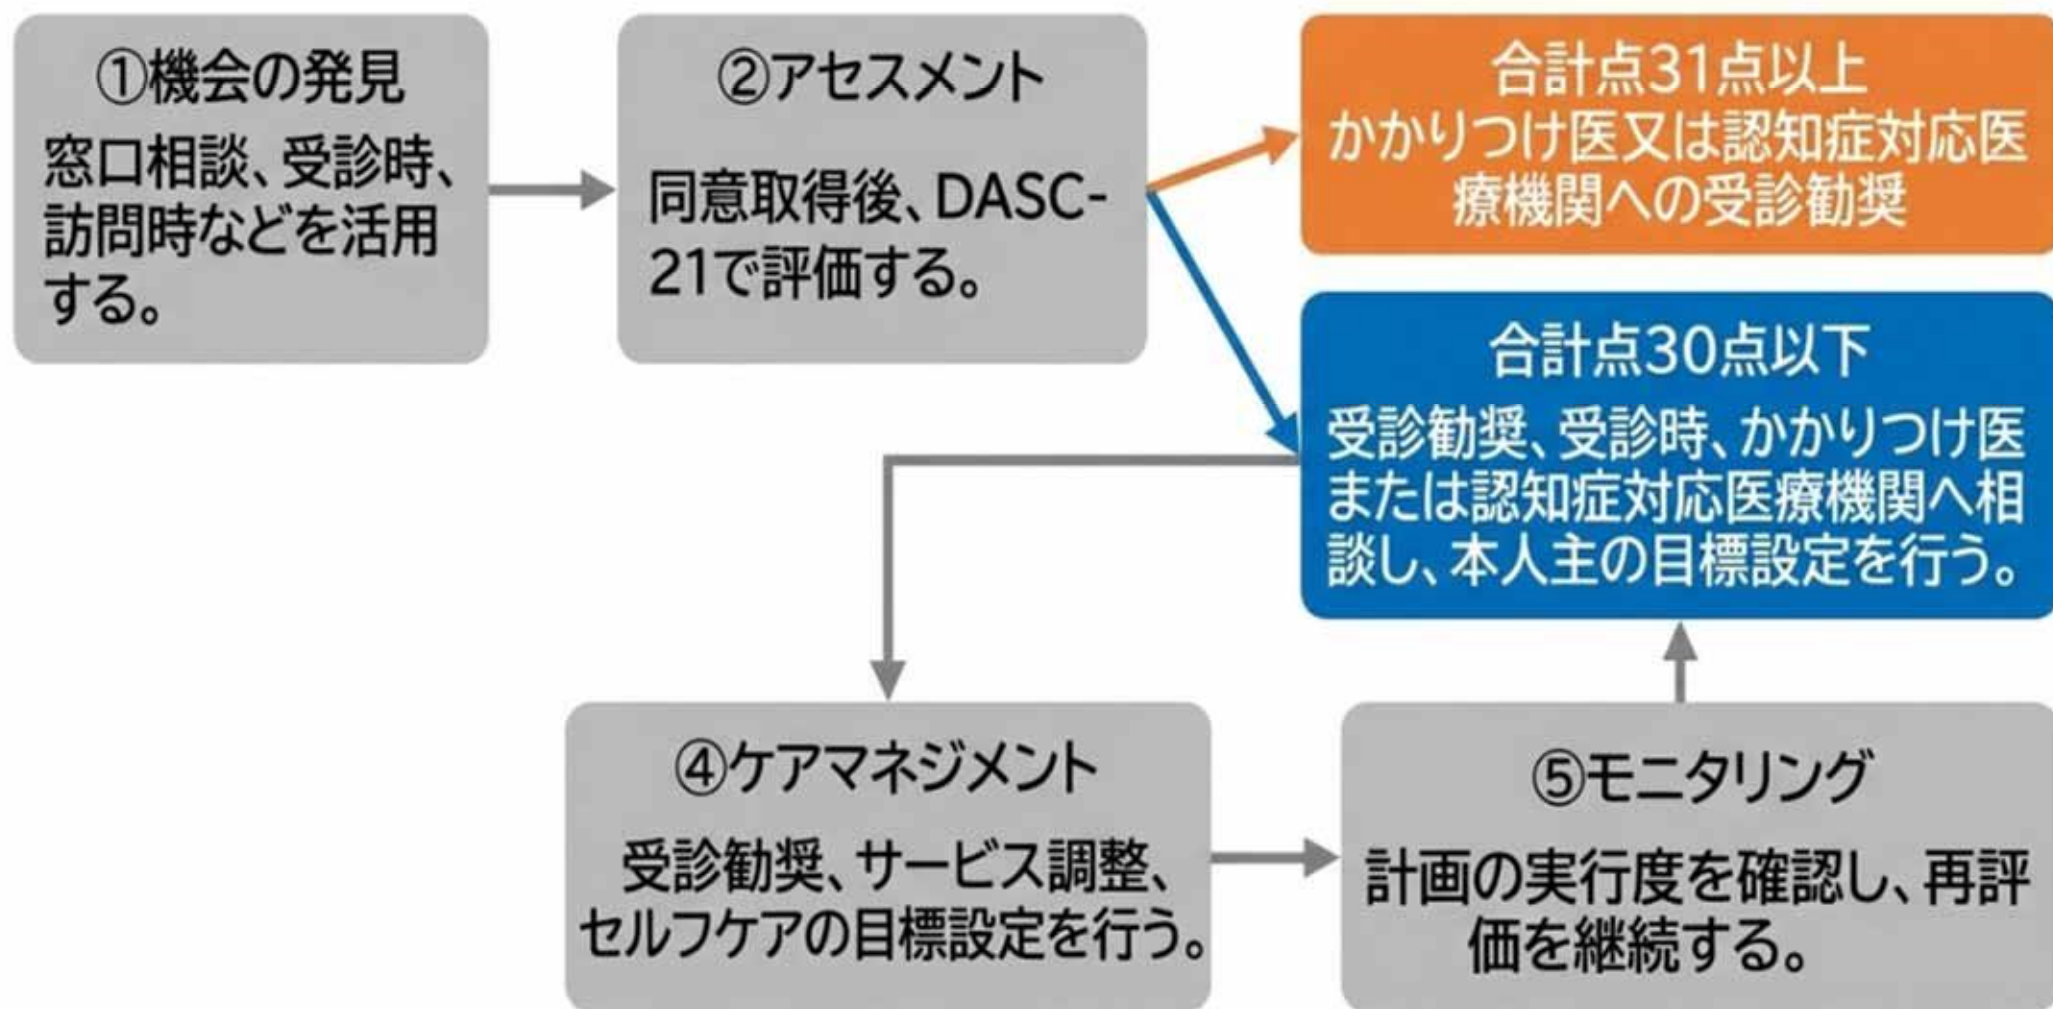 ①機会の発見
窓口相談、受診時、
訪問時などを活用
する。
②アセスメント
同意取得後、DASC-
21で評価する。
合計点31点以上
かかりつけ医又は認知症対応医
療機関への受診勧奨
合計点30点以下
受診勧奨、受診時、かかりつけ医
または認知症対応医療機関へ相
談し、本人主の目標設定を行う。
④ケアマネジメント
受診勧奨、サービス調整、
セルフケアの目標設定を行う。
⑤モニタリング
計画の実行度を確認し、再評
価を継続する。